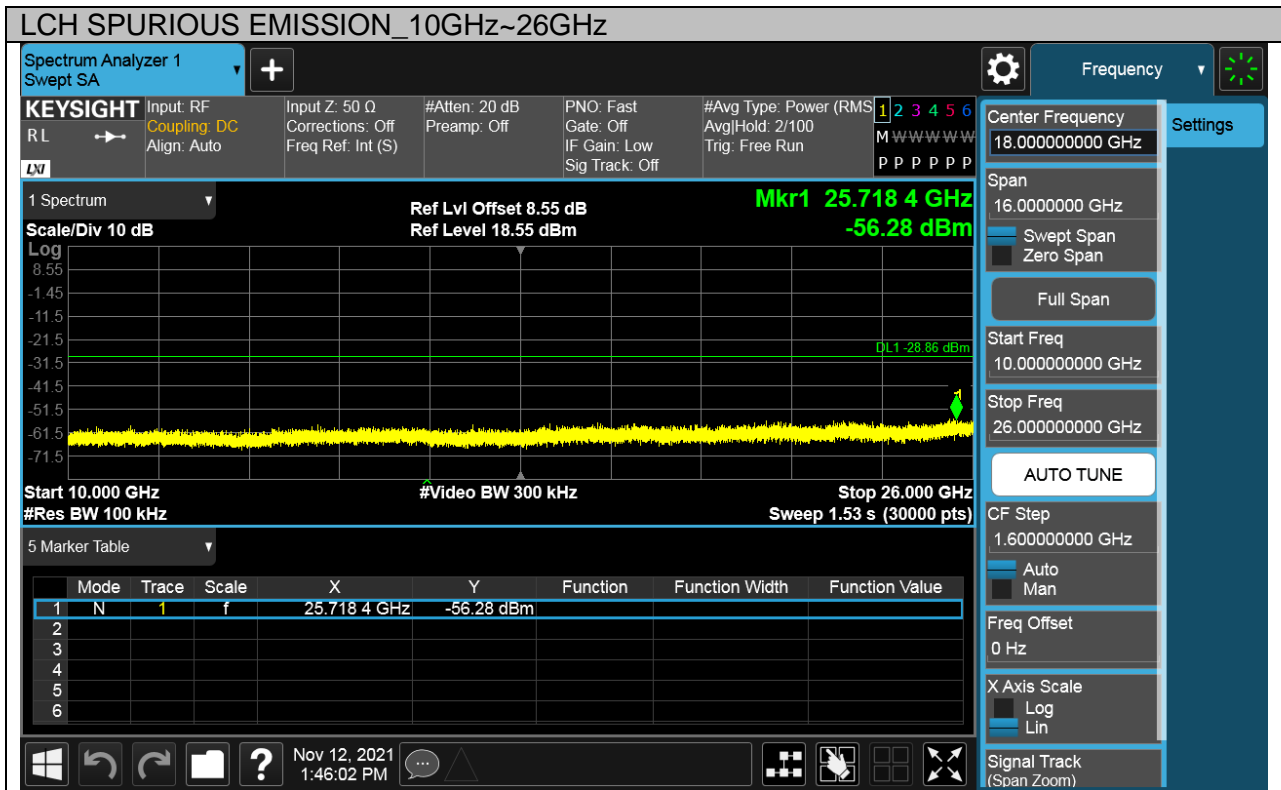 LCH SPURIOUS EMISSION_10GHz~26GHz
Spectrum Analyzer 1
Swept SA
+
Frequency
KEYSIGHT
RL
LXI
Input: RF
Coupling: DC
Align: Auto
Input Z: 50 Ω
Corrections: Off
Freq Ref: Int (S)
#Atten: 20 dB
Preamp: Off
PNO: Fast
Gate: Off
IF Gain: Low
Sig Track: Off
#Avg Type: Power (RMS
Avg|Hold: 2/100
Trig: Free Run
1 2 3 4 5 6
M W W W W W
P P P P P P
1 Spectrum
Scale/Div 10 dB
Ref Lvl Offset 8.55 dB
Ref Level 18.55 dBm
Mkr1 25.718 4 GHz
-56.28 dBm
Log
8.55
-1.45
-11.5
-21.5
-31.5
-41.5
-51.5
-61.5
-71.5
DL1 -28.86 dBm
1
Start 10.000 GHz
#Video BW 300 kHz
Stop 26.000 GHz
#Res BW 100 kHz
Sweep 1.53 s (30000 pts)
5 Marker Table
Mode Trace Scale X Y Function Function Width Function Value
1 N 1 f 25.718 4 GHz -56.28 dBm
2
3
4
5
6
?
Nov 12, 2021
1:46:02 PM
Center Frequency
18.000000000 GHz
Settings
Span
16.0000000 GHz
Swept Span
Zero Span
Full Span
Start Freq
10.000000000 GHz
Stop Freq
26.000000000 GHz
AUTO TUNE
CF Step
1.600000000 GHz
Auto
Man
Freq Offset
0 Hz
X Axis Scale
Log
Lin
Signal Track
(Span Zoom)